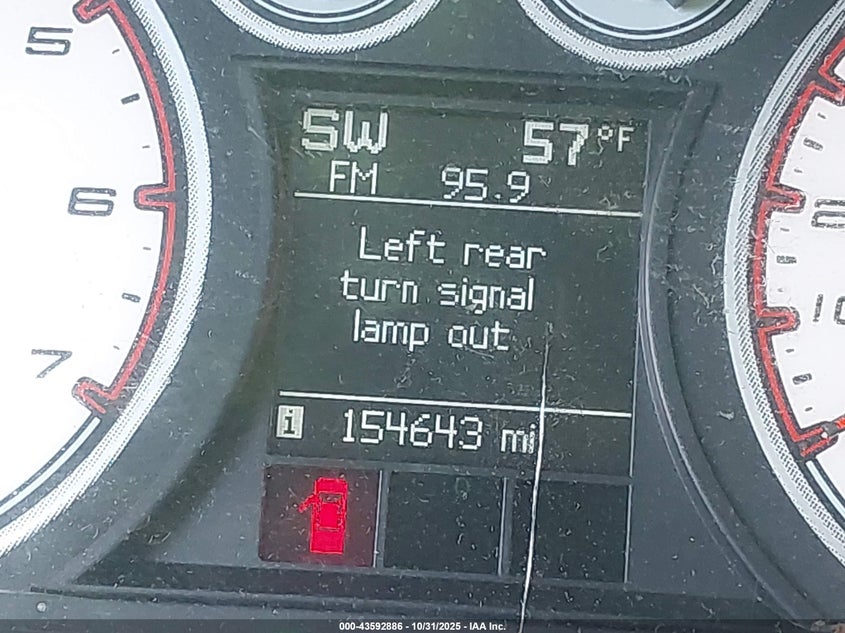 5
6
7
SW 57°F
FM 95.9
Left rear
turn signal
lamp out
i 154643 mi
000-43592886 - 10/31/2025 - IAA Inc.